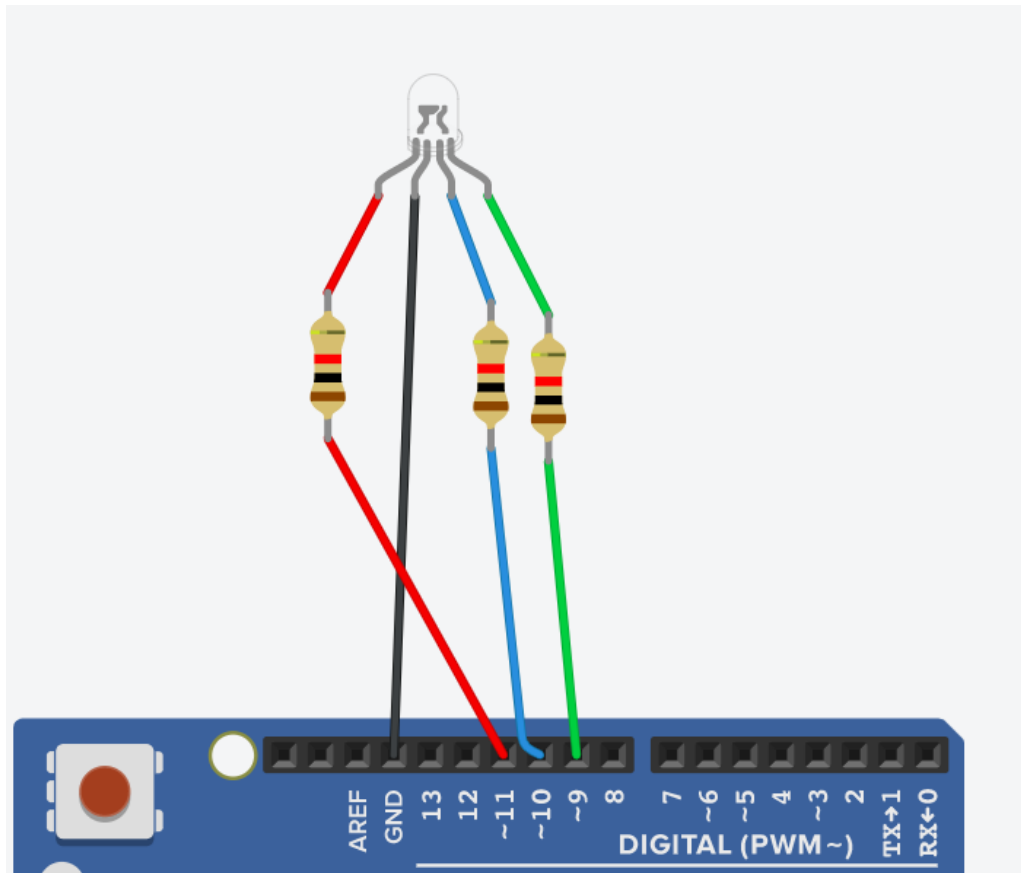 AREF
GND
13
12
~11
~10
~9
8
7
~6
~5
4
~3
2
TX→1
RX←0
DIGITAL (PWM~)